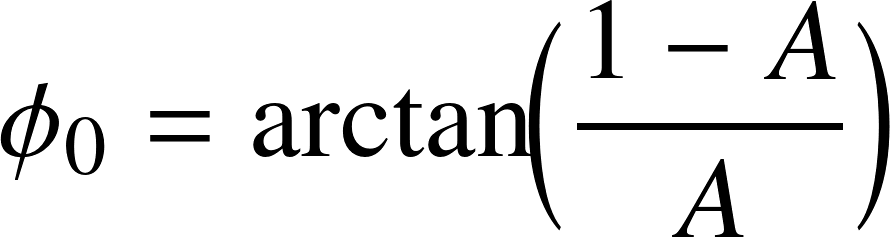 ϕ₀ = arctan((1 − A)/A)